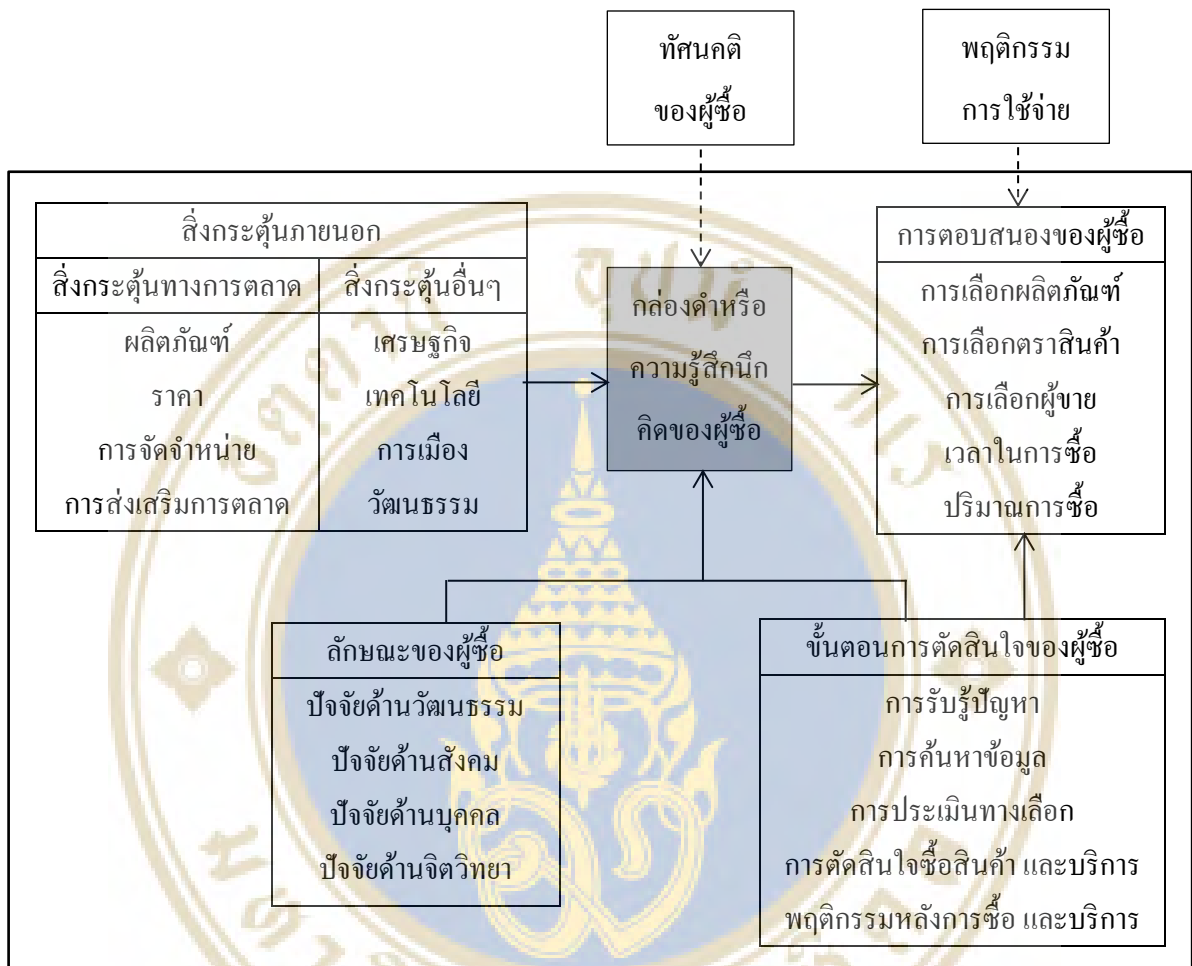 ทัศนคติ
ของผู้ซื้อ
พฤติกรรม
การใช้จ่าย
สิ่งกระตุ้นภายนอก
สิ่งกระตุ้นทางการตลาด
ผลิตภัณฑ์
ราคา
การจัดจำหน่าย
การส่งเสริมการตลาด
สิ่งกระตุ้นอื่นๆ
เศรษฐกิจ
เทคโนโลยี
การเมือง
วัฒนธรรม
กล่องดำหรือ
ความรู้สึกนึก
คิดของผู้ซื้อ
การตอบสนองของผู้ซื้อ
การเลือกผลิตภัณฑ์
การเลือกตราสินค้า
การเลือกผู้ขาย
เวลาในการซื้อ
ปริมาณการซื้อ
ลักษณะของผู้ซื้อ
ปัจจัยด้านวัฒนธรรม
ปัจจัยด้านสังคม
ปัจจัยด้านบุคคล
ปัจจัยด้านจิตวิทยา
ขั้นตอนการตัดสินใจของผู้ซื้อ
การรับรู้ปัญหา
การค้นหาข้อมูล
การประเมินทางเลือก
การตัดสินใจซื้อสินค้า และบริการ
พฤติกรรมหลังการซื้อ และบริการ